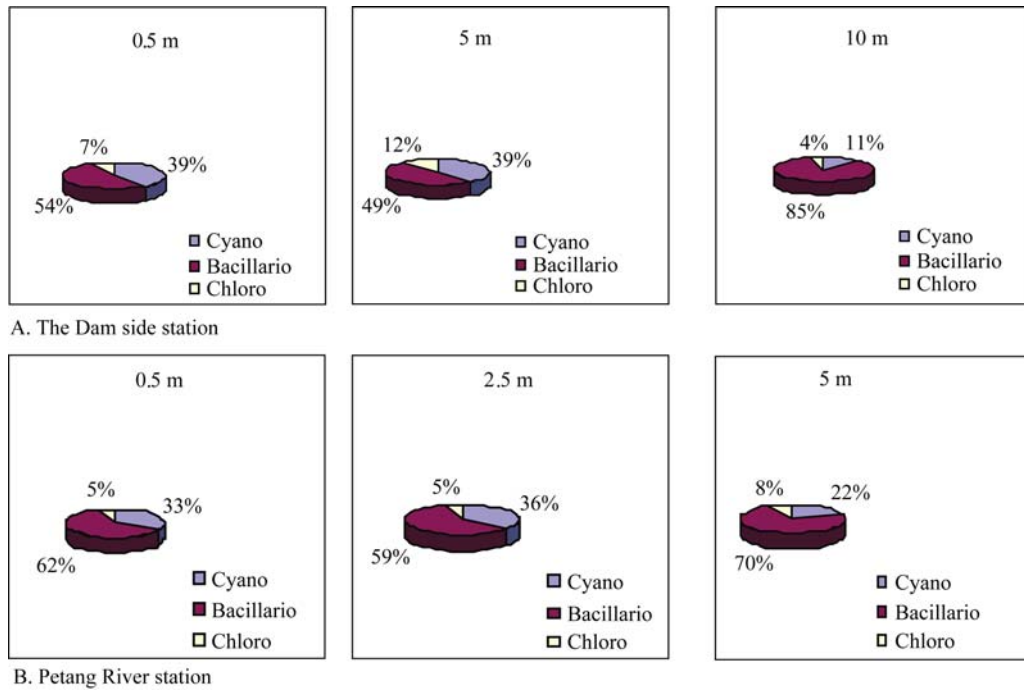 0.5 m
7%
39%
54%
Cyano
Bacillario
Chloro
5 m
12%
39%
49%
Cyano
Bacillario
Chloro
10 m
4%
11%
85%
Cyano
Bacillario
Chloro
A. The Dam side station
0.5 m
5%
33%
62%
Cyano
Bacillario
Chloro
2.5 m
5%
36%
59%
Cyano
Bacillario
Chloro
5 m
8%
22%
70%
Cyano
Bacillario
Chloro
B. Petang River station